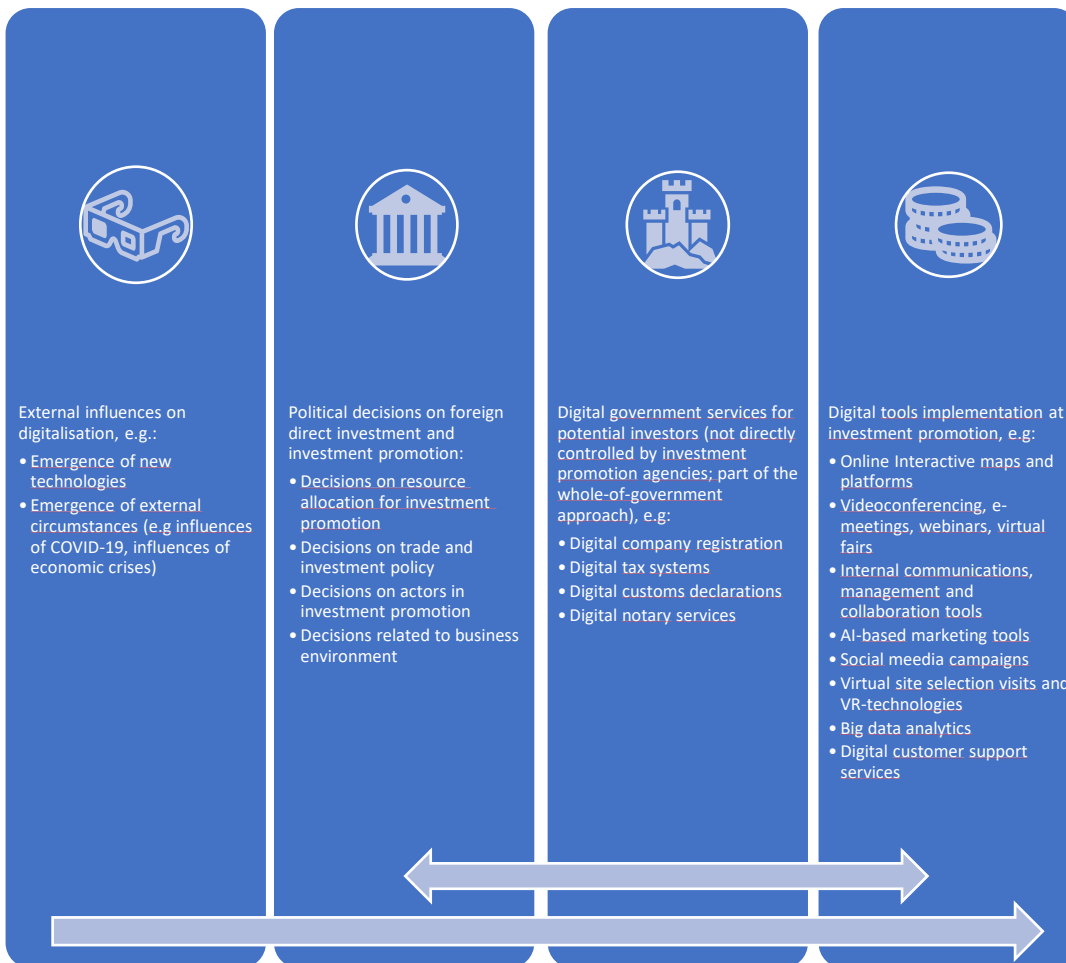 External influences on
digitalisation, e.g.:
• Emergence of new
technologies
• Emergence of external
circumstances (e.g influences
of COVID-19, influences of
economic crises)
Political decisions on foreign
direct investment and
investment promotion:
• Decisions on resource
allocation for investment
promotion
• Decisions on trade and
investment policy
• Decisions on actors in
investment promotion
• Decisions related to business
environment
Digital government services for
potential investors (not directly
controlled by investment
promotion agencies; part of the
whole-of-government
approach), e.g:
• Digital company registration
• Digital tax systems
• Digital customs declarations
• Digital notary services
Digital tools implementation at
investment promotion, e.g:
• Online Interactive maps and
platforms
• Videoconferencing, e-
meetings, webinars, virtual
fairs
• Internal communications,
management and
collaboration tools
• AI-based marketing tools
• Social meedia campaigns
• Virtual site selection visits and
VR-technologies
• Big data analytics
• Digital customer support
services